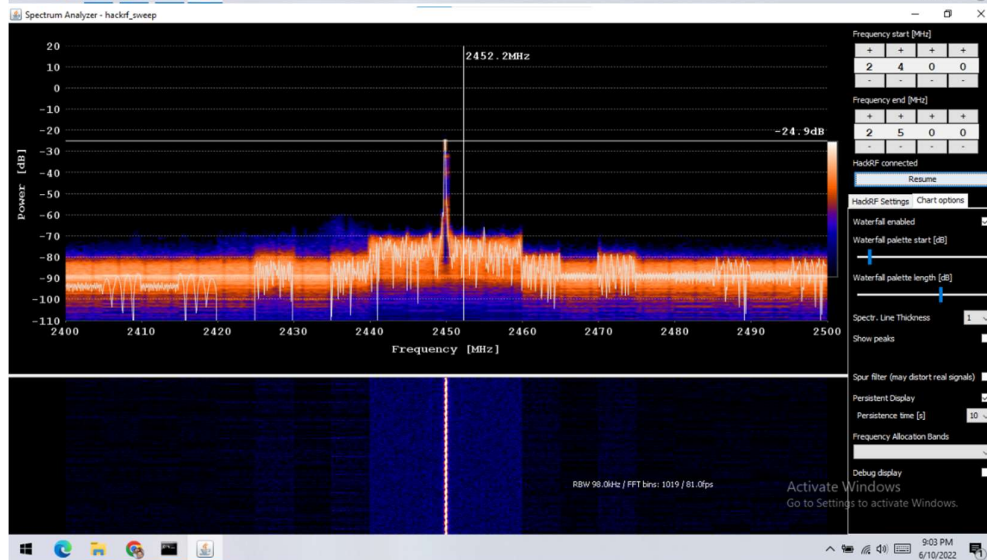 Spectrum Analyzer - hackrf_sweep
20
10
0
-10
-20
-30
-40
-50
-60
-70
-80
-90
-100
-110
Power [dB]
2452.2MHz
-24.9dB
2400 2410 2420 2430 2440 2450 2460 2470 2480 2490 2500
Frequency [MHz]
RBW 98.0kHz / FFT bins: 1019 / 81.0fps
Frequency start [MHz]
+ + + +
2 4 0 0
- - - -
Frequency end [MHz]
+ + + +
2 5 0 0
- - - -
HackRF connected
Resume
HackRF Settings Chart options
Waterfall enabled
Waterfall palette start [dB]
Waterfall palette length [dB]
Spectr. Line Thickness 1
Show peaks
Spur filter (may distort real signals)
Persistent Display
Persistence time [s] 10
Frequency Allocation Bands
Debug display
Activate Windows
Go to Settings to activate Windows.
9:03 PM
6/10/2022
1